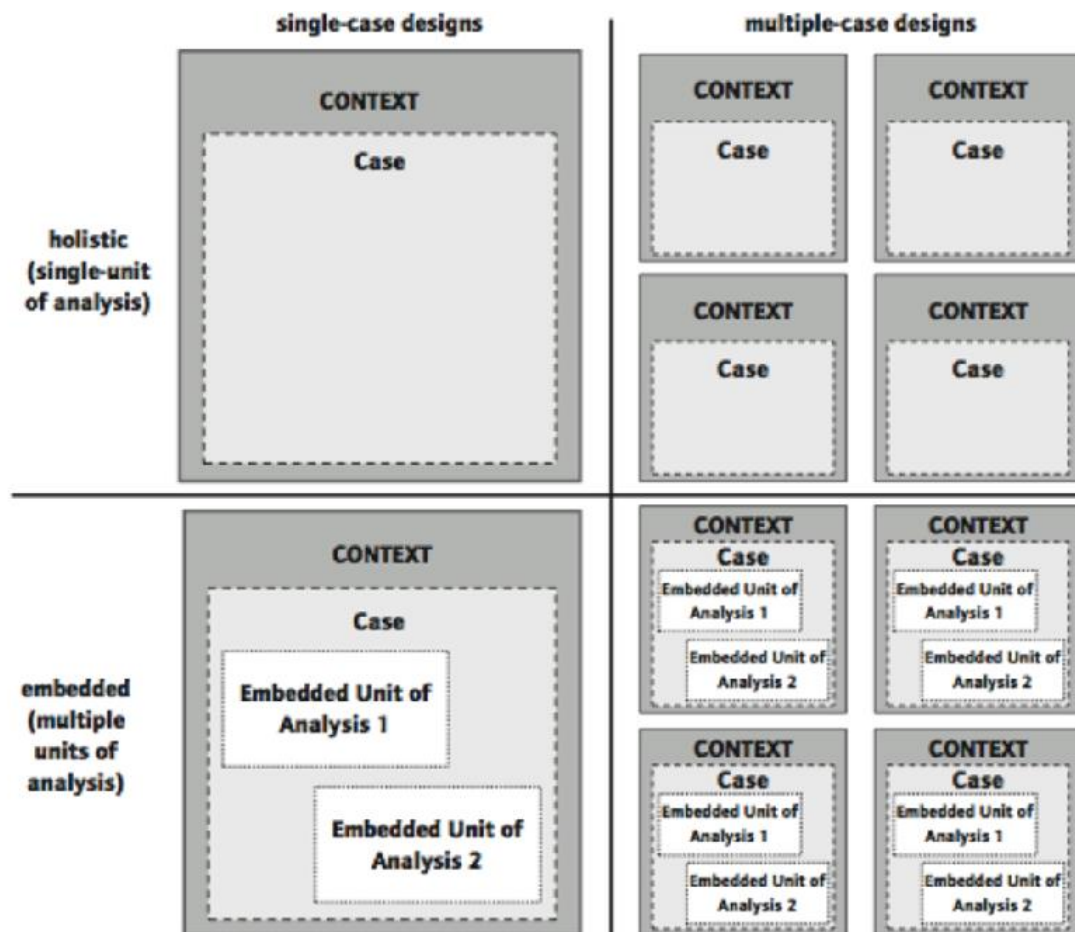 single-case designs
multiple-case designs
holistic
(single-unit
of analysis)
CONTEXT
Case
CONTEXT
Case
CONTEXT
Case
CONTEXT
Case
CONTEXT
Case
embedded
(multiple
units of
analysis)
CONTEXT
Case
Embedded Unit of
Analysis 1
Embedded Unit of
Analysis 2
CONTEXT
Case
Embedded Unit of
Analysis 1
Embedded Unit of
Analysis 2
CONTEXT
Case
Embedded Unit of
Analysis 1
Embedded Unit of
Analysis 2
CONTEXT
Case
Embedded Unit of
Analysis 1
Embedded Unit of
Analysis 2
CONTEXT
Case
Embedded Unit of
Analysis 1
Embedded Unit of
Analysis 2